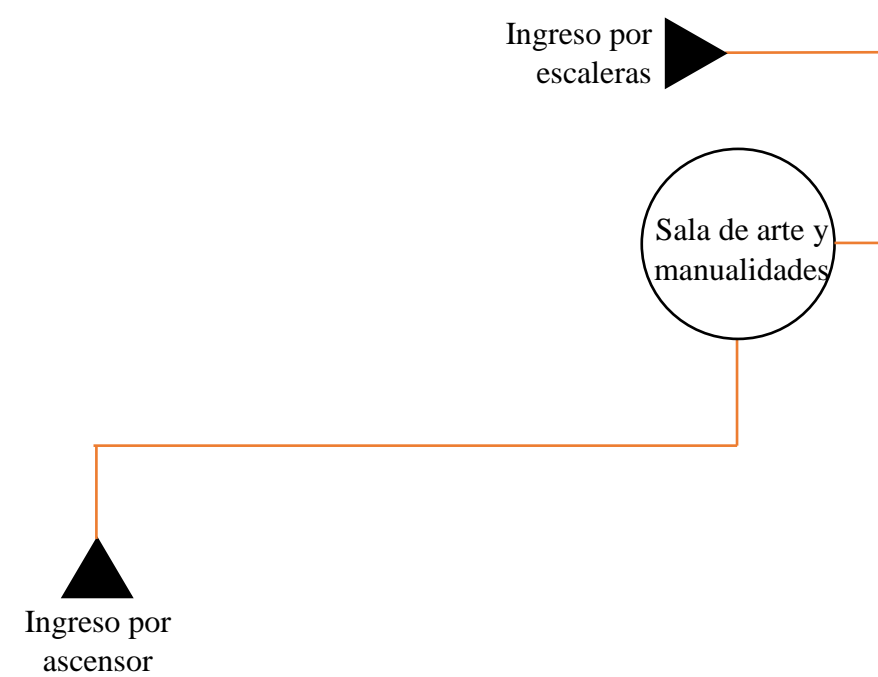 Ingreso por
escaleras
Sala de arte y
manualidades
Ingreso por
ascensor